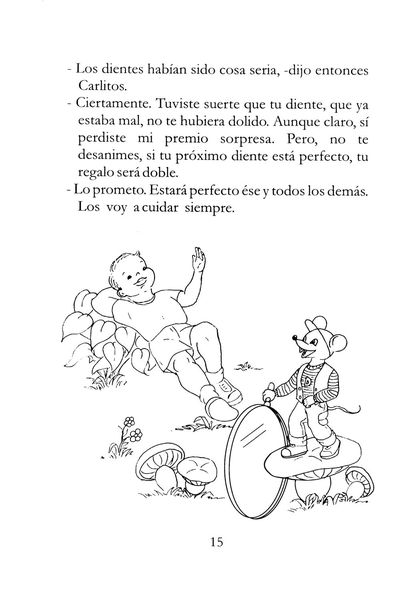 - Los dientes habían sido cosa seria, -dijo entonces
Carlitos.
- Ciertamente. Tuviste suerte que tu diente, que ya
estaba mal, no te hubiera dolido. Aunque claro, sí
perdiste mi premio sorpresa. Pero, no te
desanimes, si tu próximo diente está perfecto, tu
regalo será doble.
- Lo prometo. Estará perfecto ése y todos los demás.
Los voy a cuidar siempre.
15